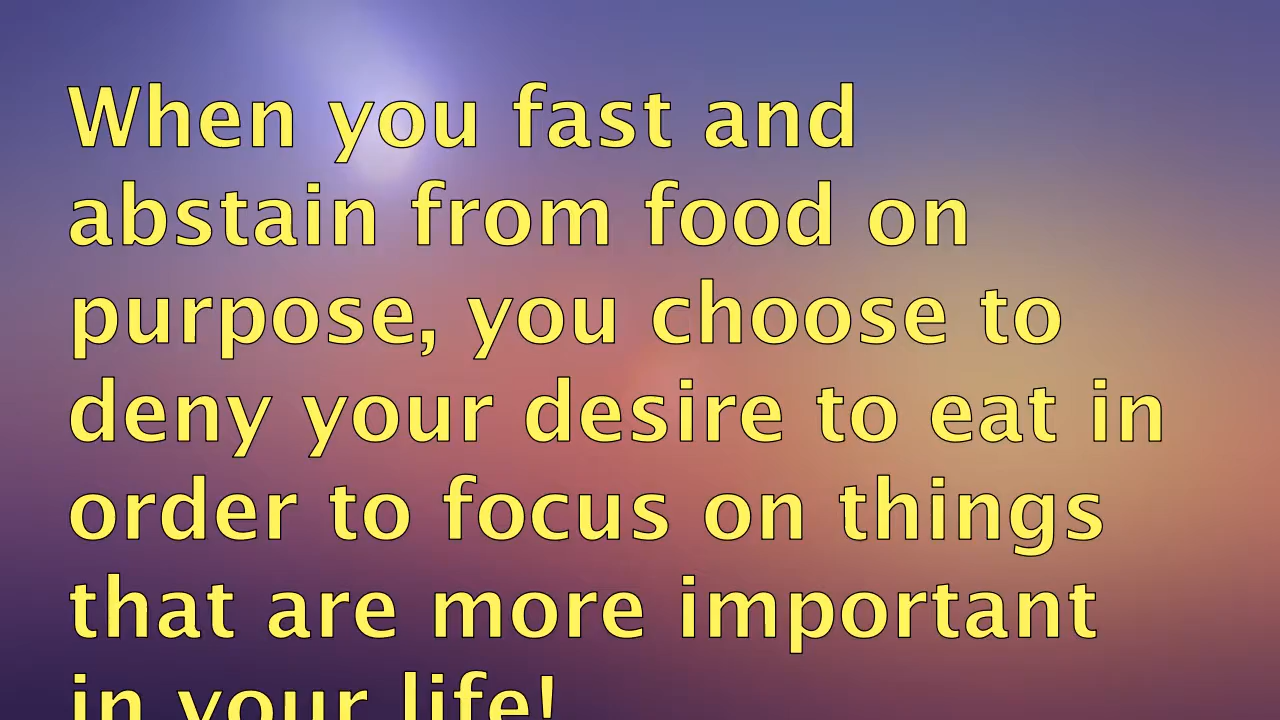 When you fast and
abstain from food on
purpose, you choose to
deny your desire to eat in
order to focus on things
that are more important
in your life!